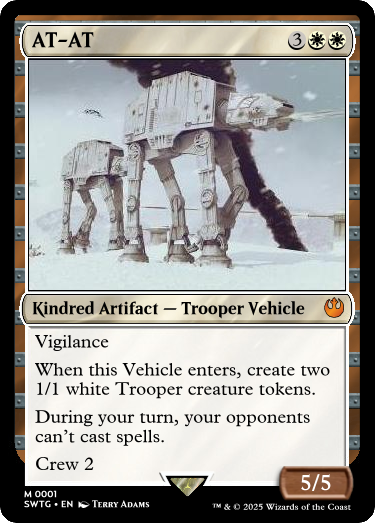 AT-AT 3
Kindred Artifact — Trooper Vehicle
Vigilance
When this Vehicle enters, create two
1/1 white Trooper creature tokens.
During your turn, your opponents
can't cast spells.
Crew 2
5/5
M 0001
SWTG • EN Terry Adams
™ & © 2025 Wizards of the Coast